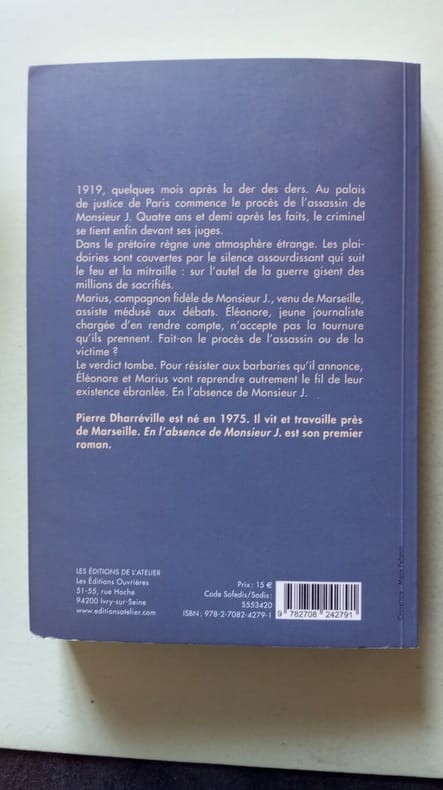 1919, quelques mois après la der des ders. Au palais
de justice de Paris commence le procès de l'assassin de
Monsieur J. Quatre ans et demi après les faits, le criminel
se tient enfin devant ses juges.
Dans le prétoire règne une atmosphère étrange. Les plai-
doiries sont couvertes par le silence assourdissant qui suit
le feu et la mitraille : sur l'autel de la guerre gisent des
millions de sacrifiés.
Marius, compagnon fidèle de Monsieur J., venu de Marseille,
assiste médusé aux débats. Éléonore, jeune journaliste
chargée d'en rendre compte, n'accepte pas la tournure
qu'ils prennent. Fait-on le procès de l'assassin ou de la
victime ?
Le verdict tombe. Pour résister aux barbaries qu'il annonce,
Éléonore et Marius vont reprendre autrement le fil de leur
existence ébranlée. En l'absence de Monsieur J.
Pierre Dharréville est né en 1975. Il vit et travaille près
de Marseille. En l'absence de Monsieur J. est son premier
roman.
LES ÉDITIONS DE L'ATELIER
Les Éditions Ouvrières
51-55, rue Hoche
94200 Ivry-sur-Seine
www.editionsatelier.com
Prix : 15 €
Code Sofedis/Sodis :
S553420
ISBN : 978-2-7082-4279-1
9 782708 242791